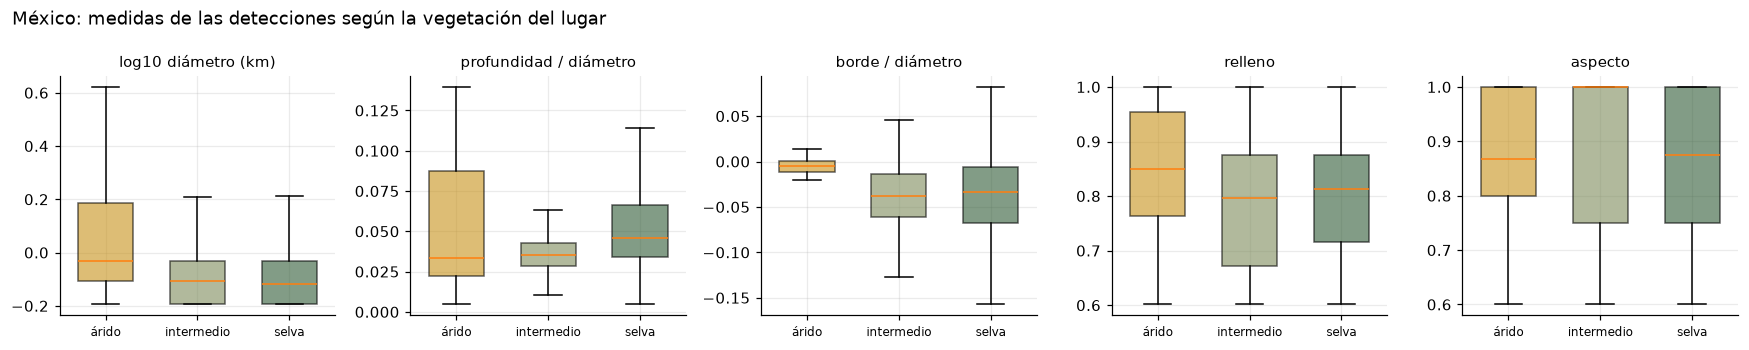 México: medidas de las detecciones según la vegetación del lugar
log10 diámetro (km)
0.6
0.4
0.2
0.0
−0.2
árido intermedio selva
profundidad / diámetro
0.125
0.100
0.075
0.050
0.025
0.000
árido intermedio selva
borde / diámetro
0.05
0.00
−0.05
−0.10
−0.15
árido intermedio selva
relleno
1.0
0.9
0.8
0.7
0.6
árido intermedio selva
aspecto
1.0
0.9
0.8
0.7
0.6
árido intermedio selva